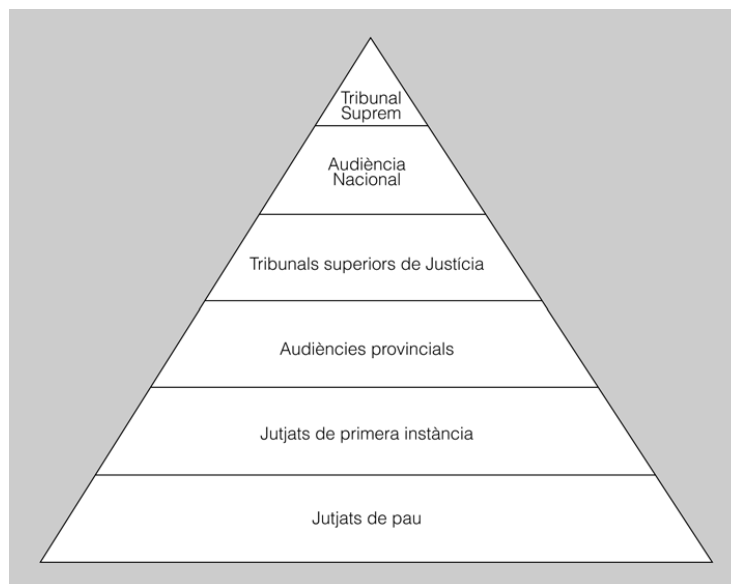 Tribunal
Suprem
Audiència
Nacional
Tribunals superiors de Justícia
Audiències provincials
Jutjats de primera instància
Jutjats de pau